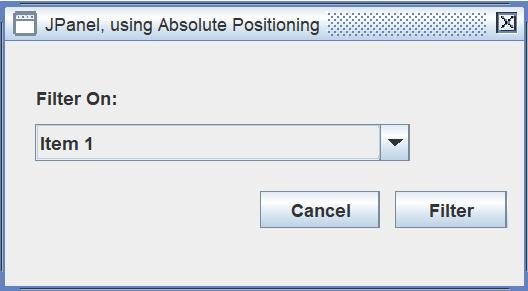 JPanel, using Absolute Positioning
Filter On:
Item 1
Cancel
Filter